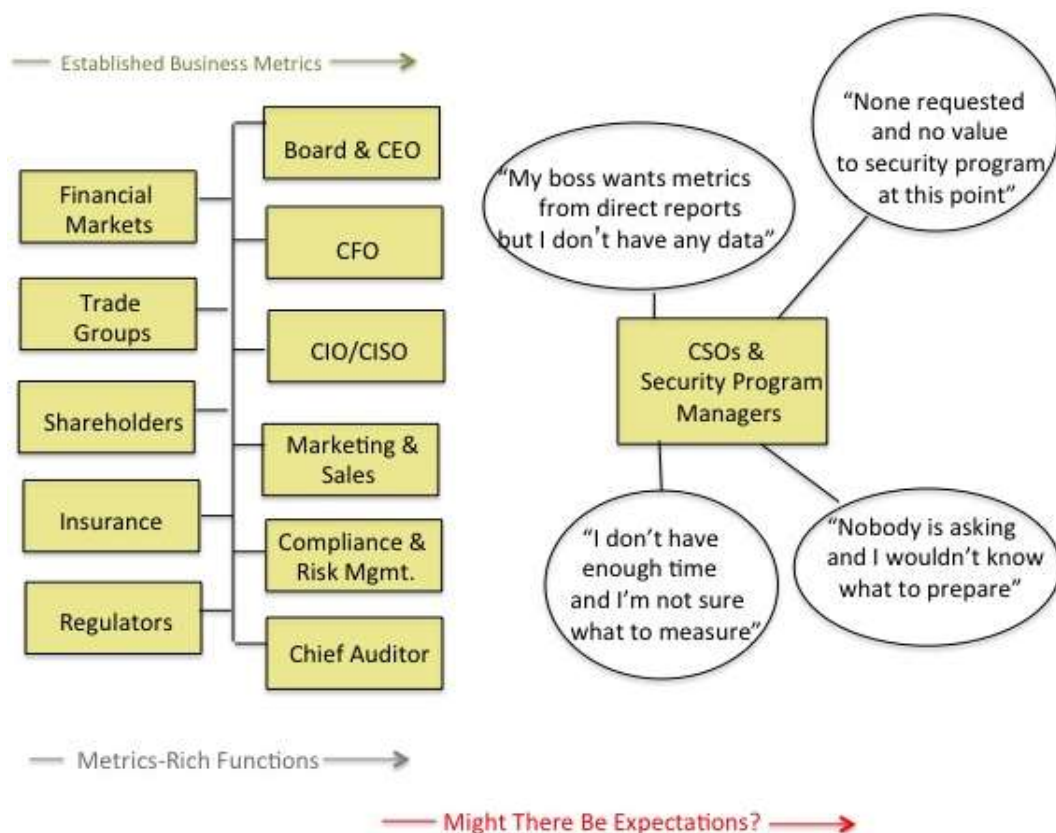 Established Business Metrics
Financial
Markets
Trade
Groups
Shareholders
Insurance
Regulators
Board & CEO
CFO
CIO/CISO
Marketing &
Sales
Compliance &
Risk Mgmt.
Chief Auditor
“My boss wants metrics
from direct reports
but I don’t have any data”
“None requested
and no value
to security program
at this point”
CSOs &
Security Program
Managers
“I don’t have
enough time
and I’m not sure
what to measure”
“Nobody is asking
and I wouldn’t know
what to prepare”
Metrics-Rich Functions
Might There Be Expectations?